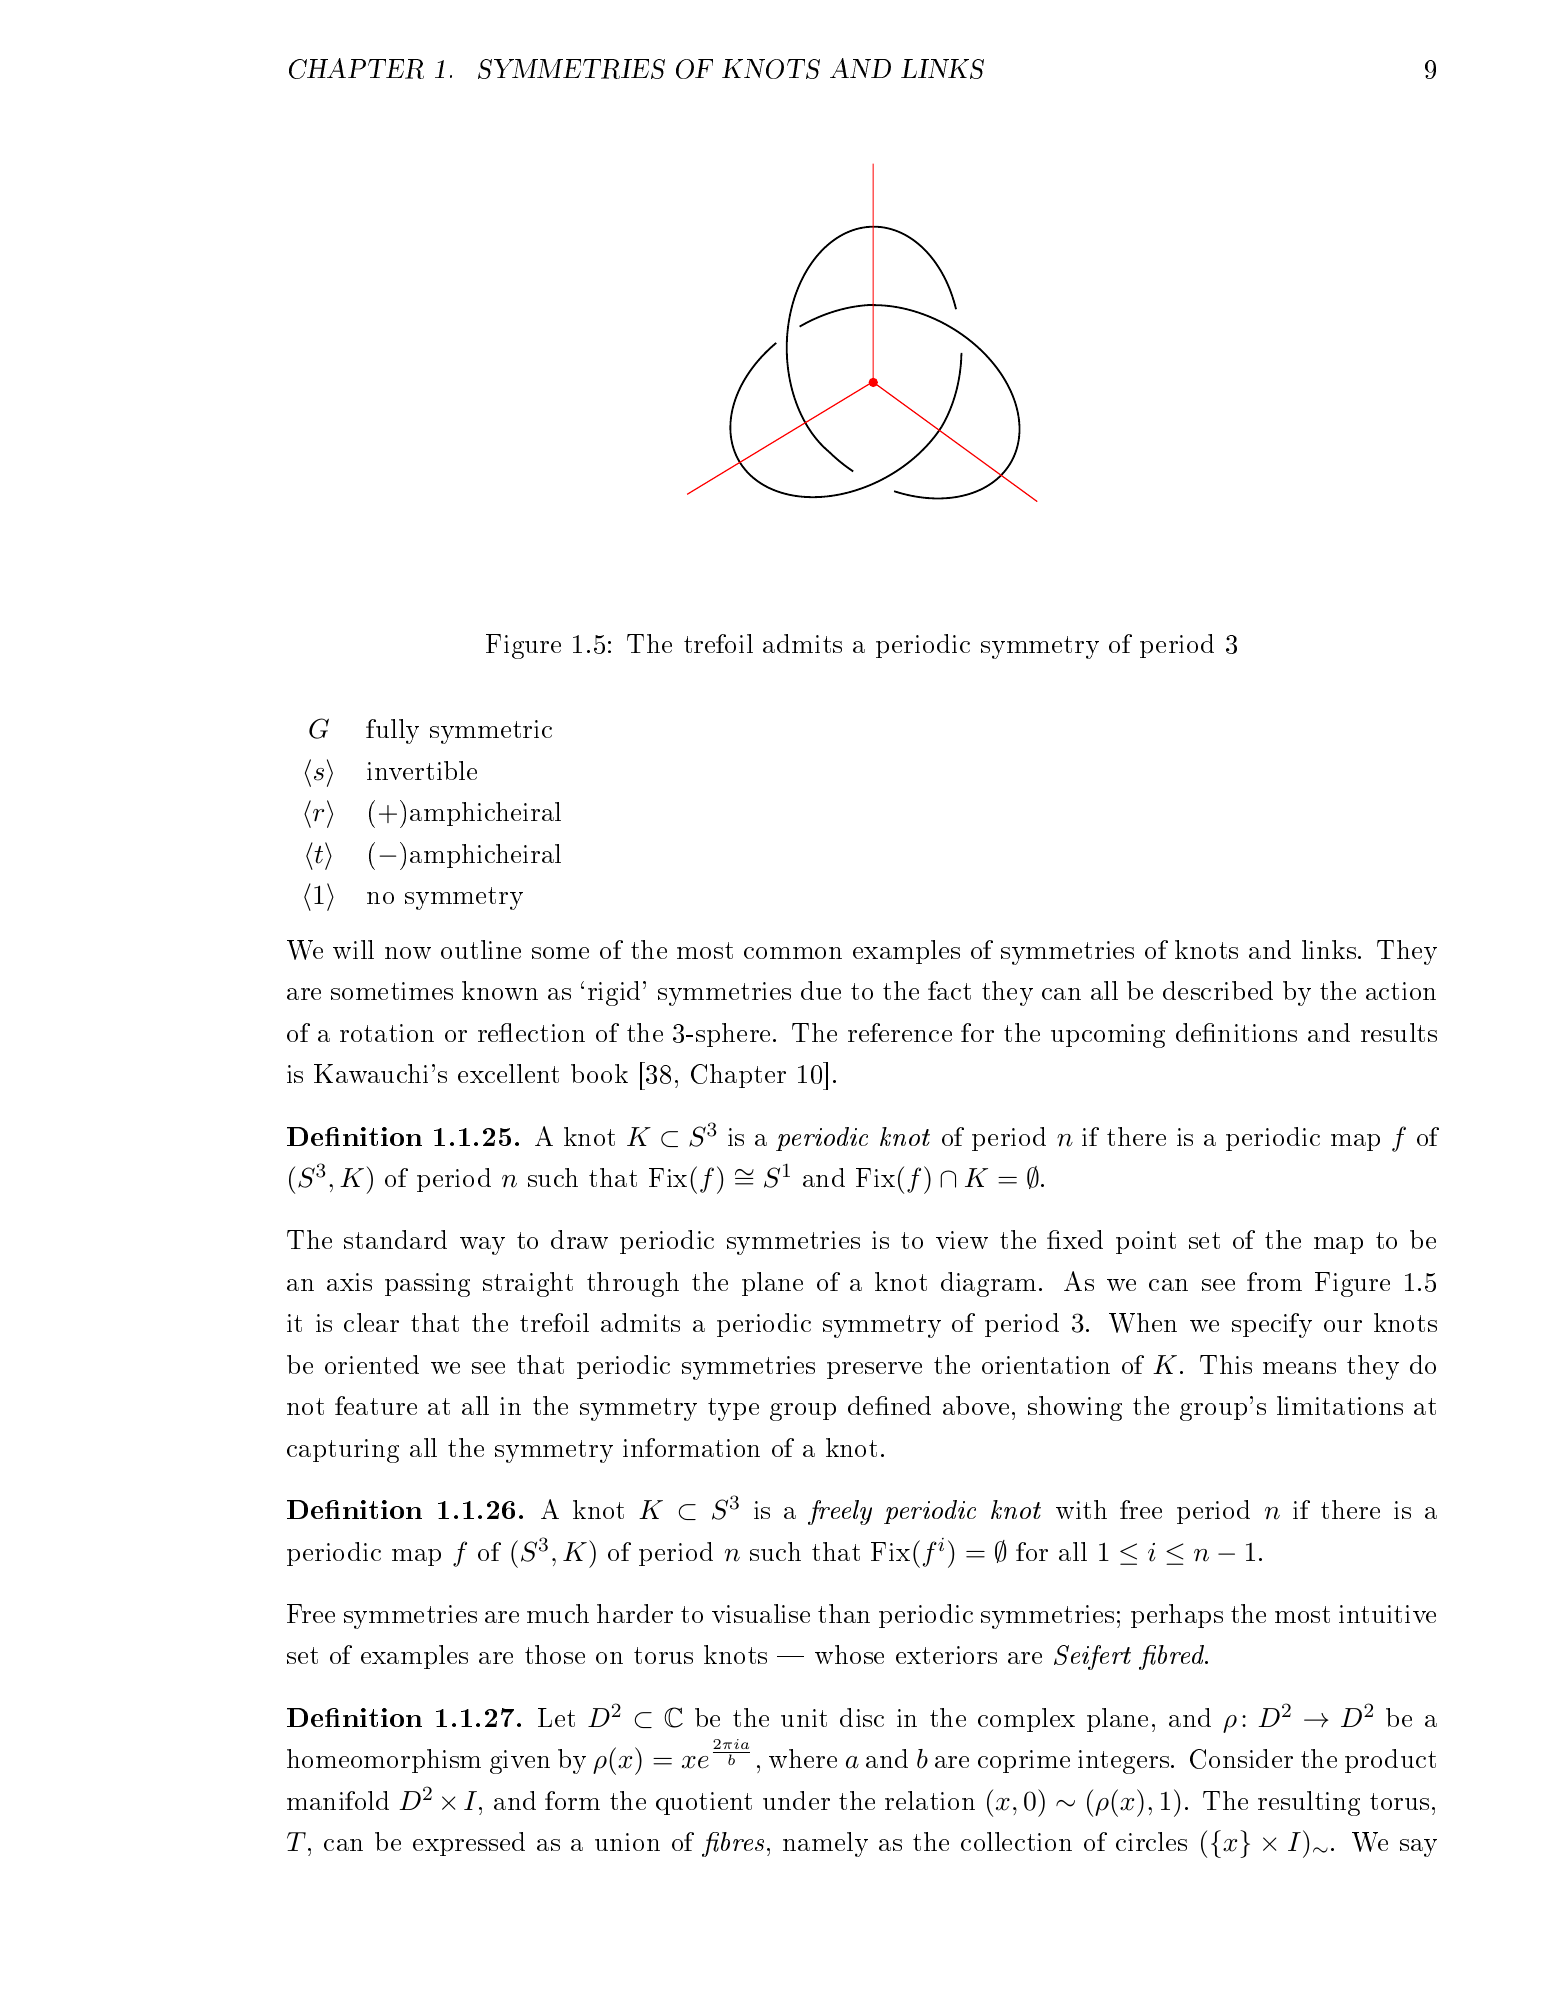 CHAPTER 1. SYMMETRIES OF KNOTS AND LINKS 9
Figure 1.5: The trefoil admits a periodic symmetry of period 3
G fully symmetric
⟨s⟩ invertible
⟨r⟩ (+)amphicheiral
⟨t⟩ (−)amphicheiral
⟨1⟩ no symmetry
We will now outline some of the most common examples of symmetries of knots and links. They
are sometimes known as ‘rigid’ symmetries due to the fact they can all be described by the action
of a rotation or reflection of the 3-sphere. The reference for the upcoming definitions and results
is Kawauchi’s excellent book [38, Chapter 10].
Definition 1.1.25. A knot K ⊂ S³ is a periodic knot of period n if there is a periodic map f of
(S³, K) of period n such that Fix(f) ≅ S¹ and Fix(f) ∩ K = ∅.
The standard way to draw periodic symmetries is to view the fixed point set of the map to be
an axis passing straight through the plane of a knot diagram. As we can see from Figure 1.5
it is clear that the trefoil admits a periodic symmetry of period 3. When we specify our knots
be oriented we see that periodic symmetries preserve the orientation of K. This means they do
not feature at all in the symmetry type group defined above, showing the group’s limitations at
capturing all the symmetry information of a knot.
Definition 1.1.26. A knot K ⊂ S³ is a freely periodic knot with free period n if there is a
periodic map f of (S³, K) of period n such that Fix(fⁱ) = ∅ for all 1 ≤ i ≤ n − 1.
Free symmetries are much harder to visualise than periodic symmetries; perhaps the most intuitive
set of examples are those on torus knots — whose exteriors are Seifert fibred.
Definition 1.1.27. Let D² ⊂ ℂ be the unit disc in the complex plane, and ρ: D² → D² be a
homeomorphism given by ρ(x) = xe^{2πia/b}, where a and b are coprime integers. Consider the product
manifold D² × I, and form the quotient under the relation (x, 0) ∼ (ρ(x), 1). The resulting torus,
T, can be expressed as a union of fibres, namely as the collection of circles ({x} × I)∼. We say